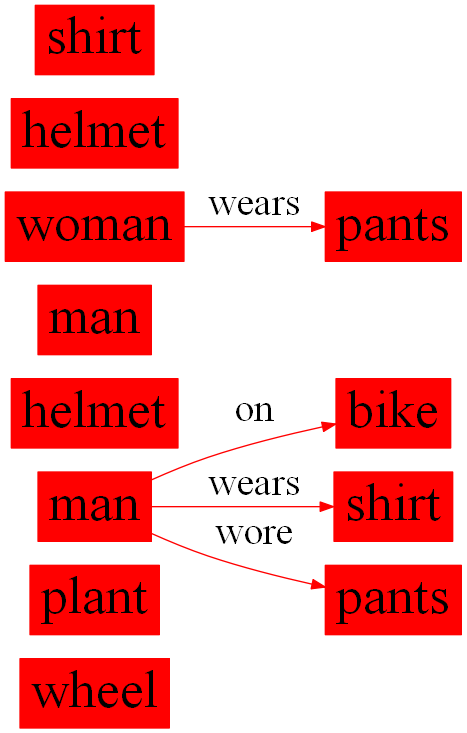 shirt
helmet
woman wears pants
man
helmet
on bike
man wears shirt
wore pants
plant
wheel